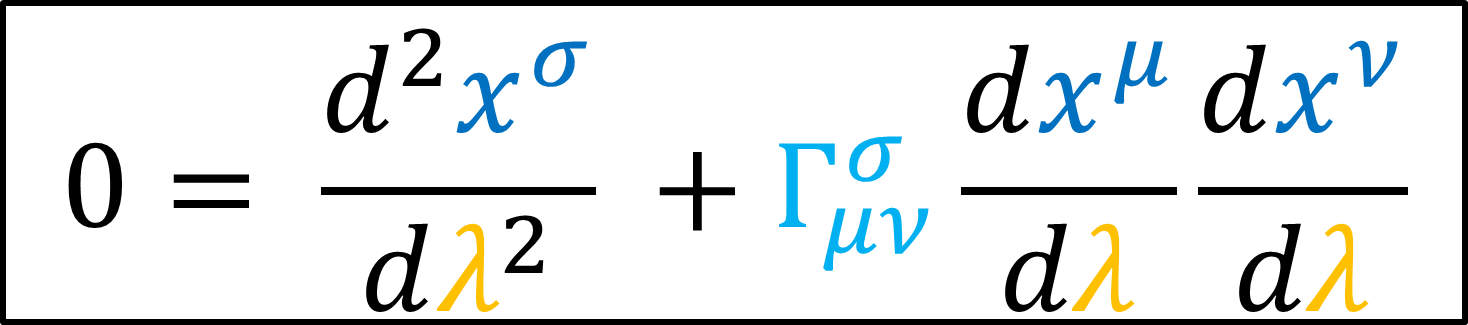 0 = d²x^σ/dλ² + Γ^σ_μν dx^μ/dλ dx^ν/dλ